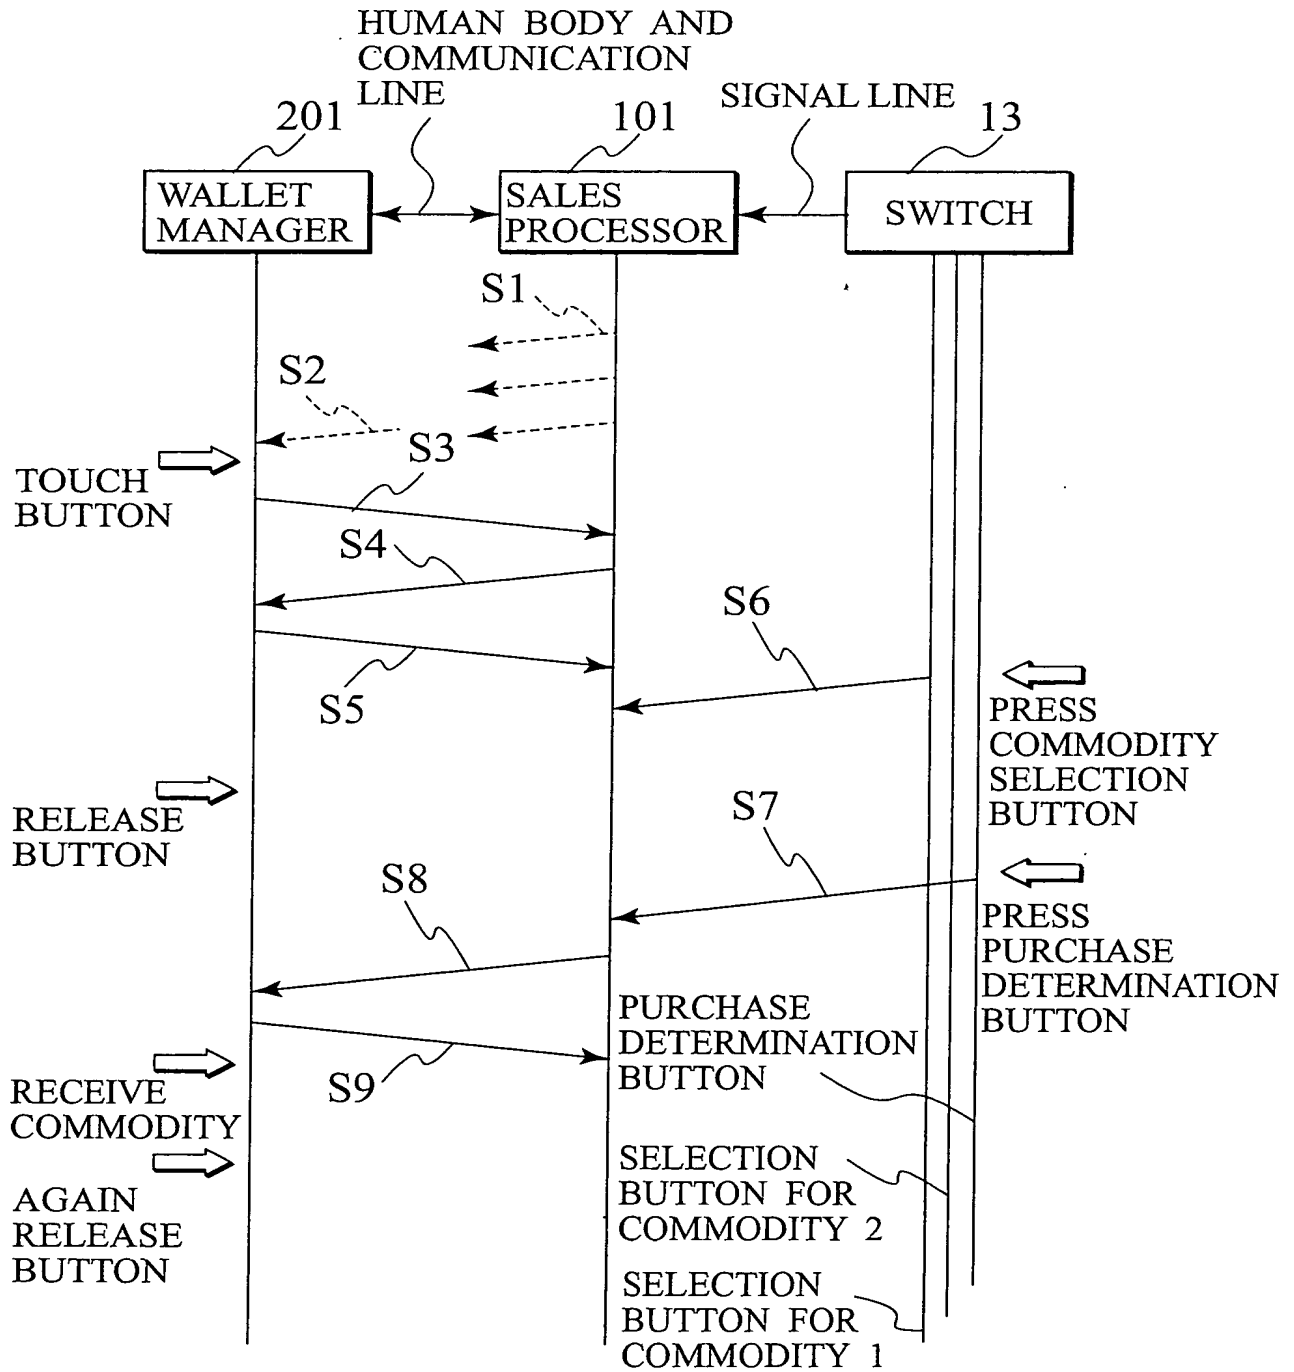 HUMAN BODY AND
COMMUNICATION
LINE
SIGNAL LINE
201
101
13
WALLET
MANAGER
SALES
PROCESSOR
SWITCH
S1
S2
S3
TOUCH
BUTTON
S4
S5
S6
PRESS
COMMODITY
SELECTION
BUTTON
RELEASE
BUTTON
S7
S8
PRESS
PURCHASE
DETERMINATION
BUTTON
PURCHASE
DETERMINATION
BUTTON
S9
RECEIVE
COMMODITY
AGAIN
RELEASE
BUTTON
SELECTION
BUTTON FOR
COMMODITY 2
SELECTION
BUTTON FOR
COMMODITY 1